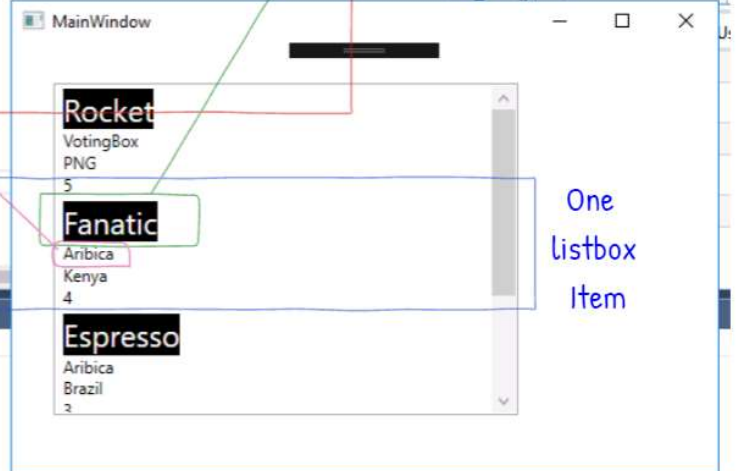 MainWindow
Rocket
VotingBox
PNG
5
Fanatic
Aribica
Kenya
4
One
listbox
Item
Espresso
Aribica
Brazil
3